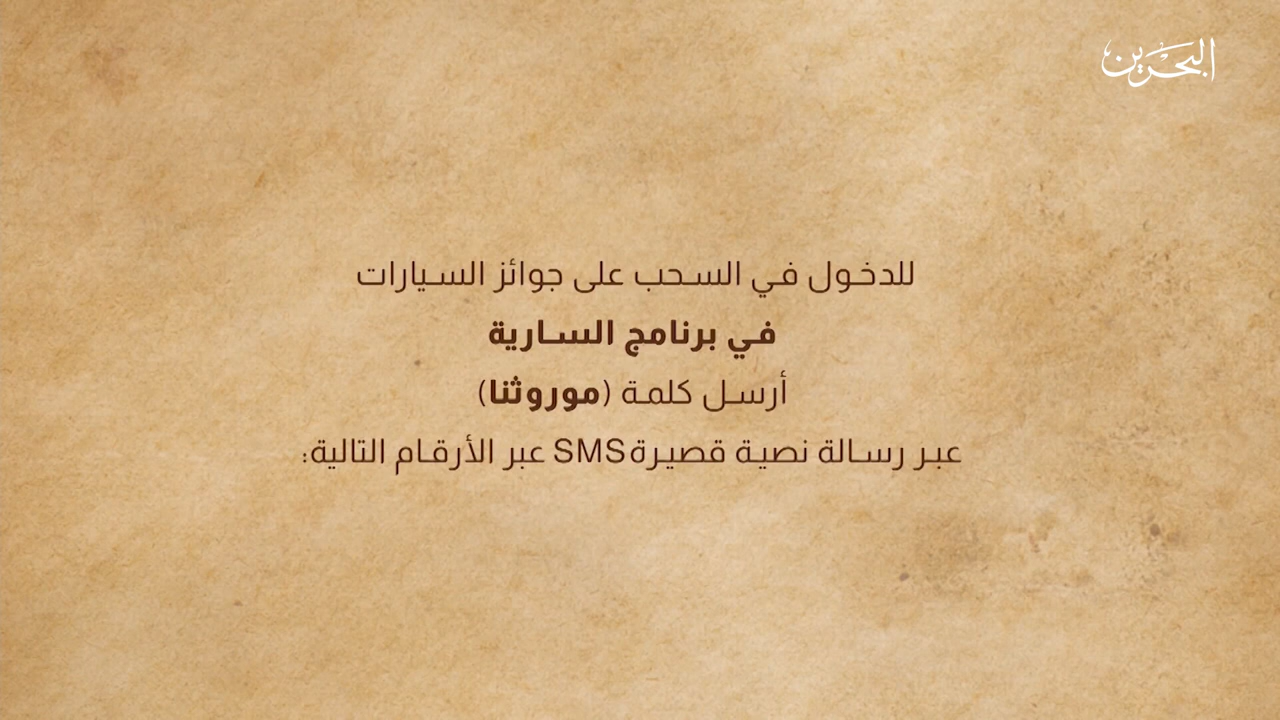 البحرين
للدخول في السحب على جوائز السيارات
في برنامج السارية
أرسل كلمة (موروثنا)
عبر رسالة نصية قصيرة SMS عبر الأرقام التالية: